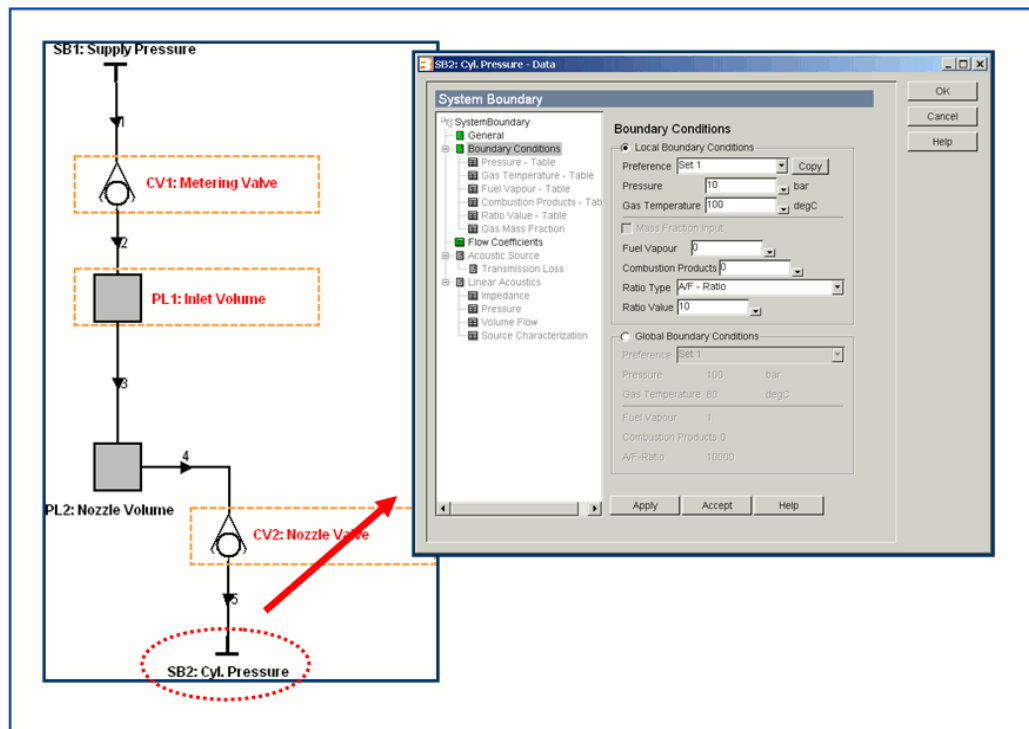 SB1: Supply Pressure
1
CV1: Metering Valve
2
PL1: Inlet Volume
3
4
PL2: Nozzle Volume
CV2: Nozzle Valve
5
SB2: Cyl. Pressure
SB2: Cyl. Pressure - Data
OK
Cancel
Help
System Boundary
SystemBoundary
General
Boundary Conditions
Pressure - Table
Gas Temperature - Table
Fuel Vapour - Table
Combustion Products - Tab
Ratio Value - Table
Gas Mass Fraction
Flow Coefficients
Acoustic Source
Transmission Loss
Linear Acoustics
Impedance
Pressure
Volume Flow
Source Characterization
Boundary Conditions
Local Boundary Conditions
Preference Set 1 Copy
Pressure 10 bar
Gas Temperature 100 degC
Mass Fraction Input
Fuel Vapour 0
Combustion Products 0
Ratio Type A/F - Ratio
Ratio Value 10
Global Boundary Conditions
Preference Set 1
Pressure 100 bar
Gas Temperature 80 degC
Fuel Vapour 1
Combustion Products 0
A/F-Ratio 10000
Apply Accept Help